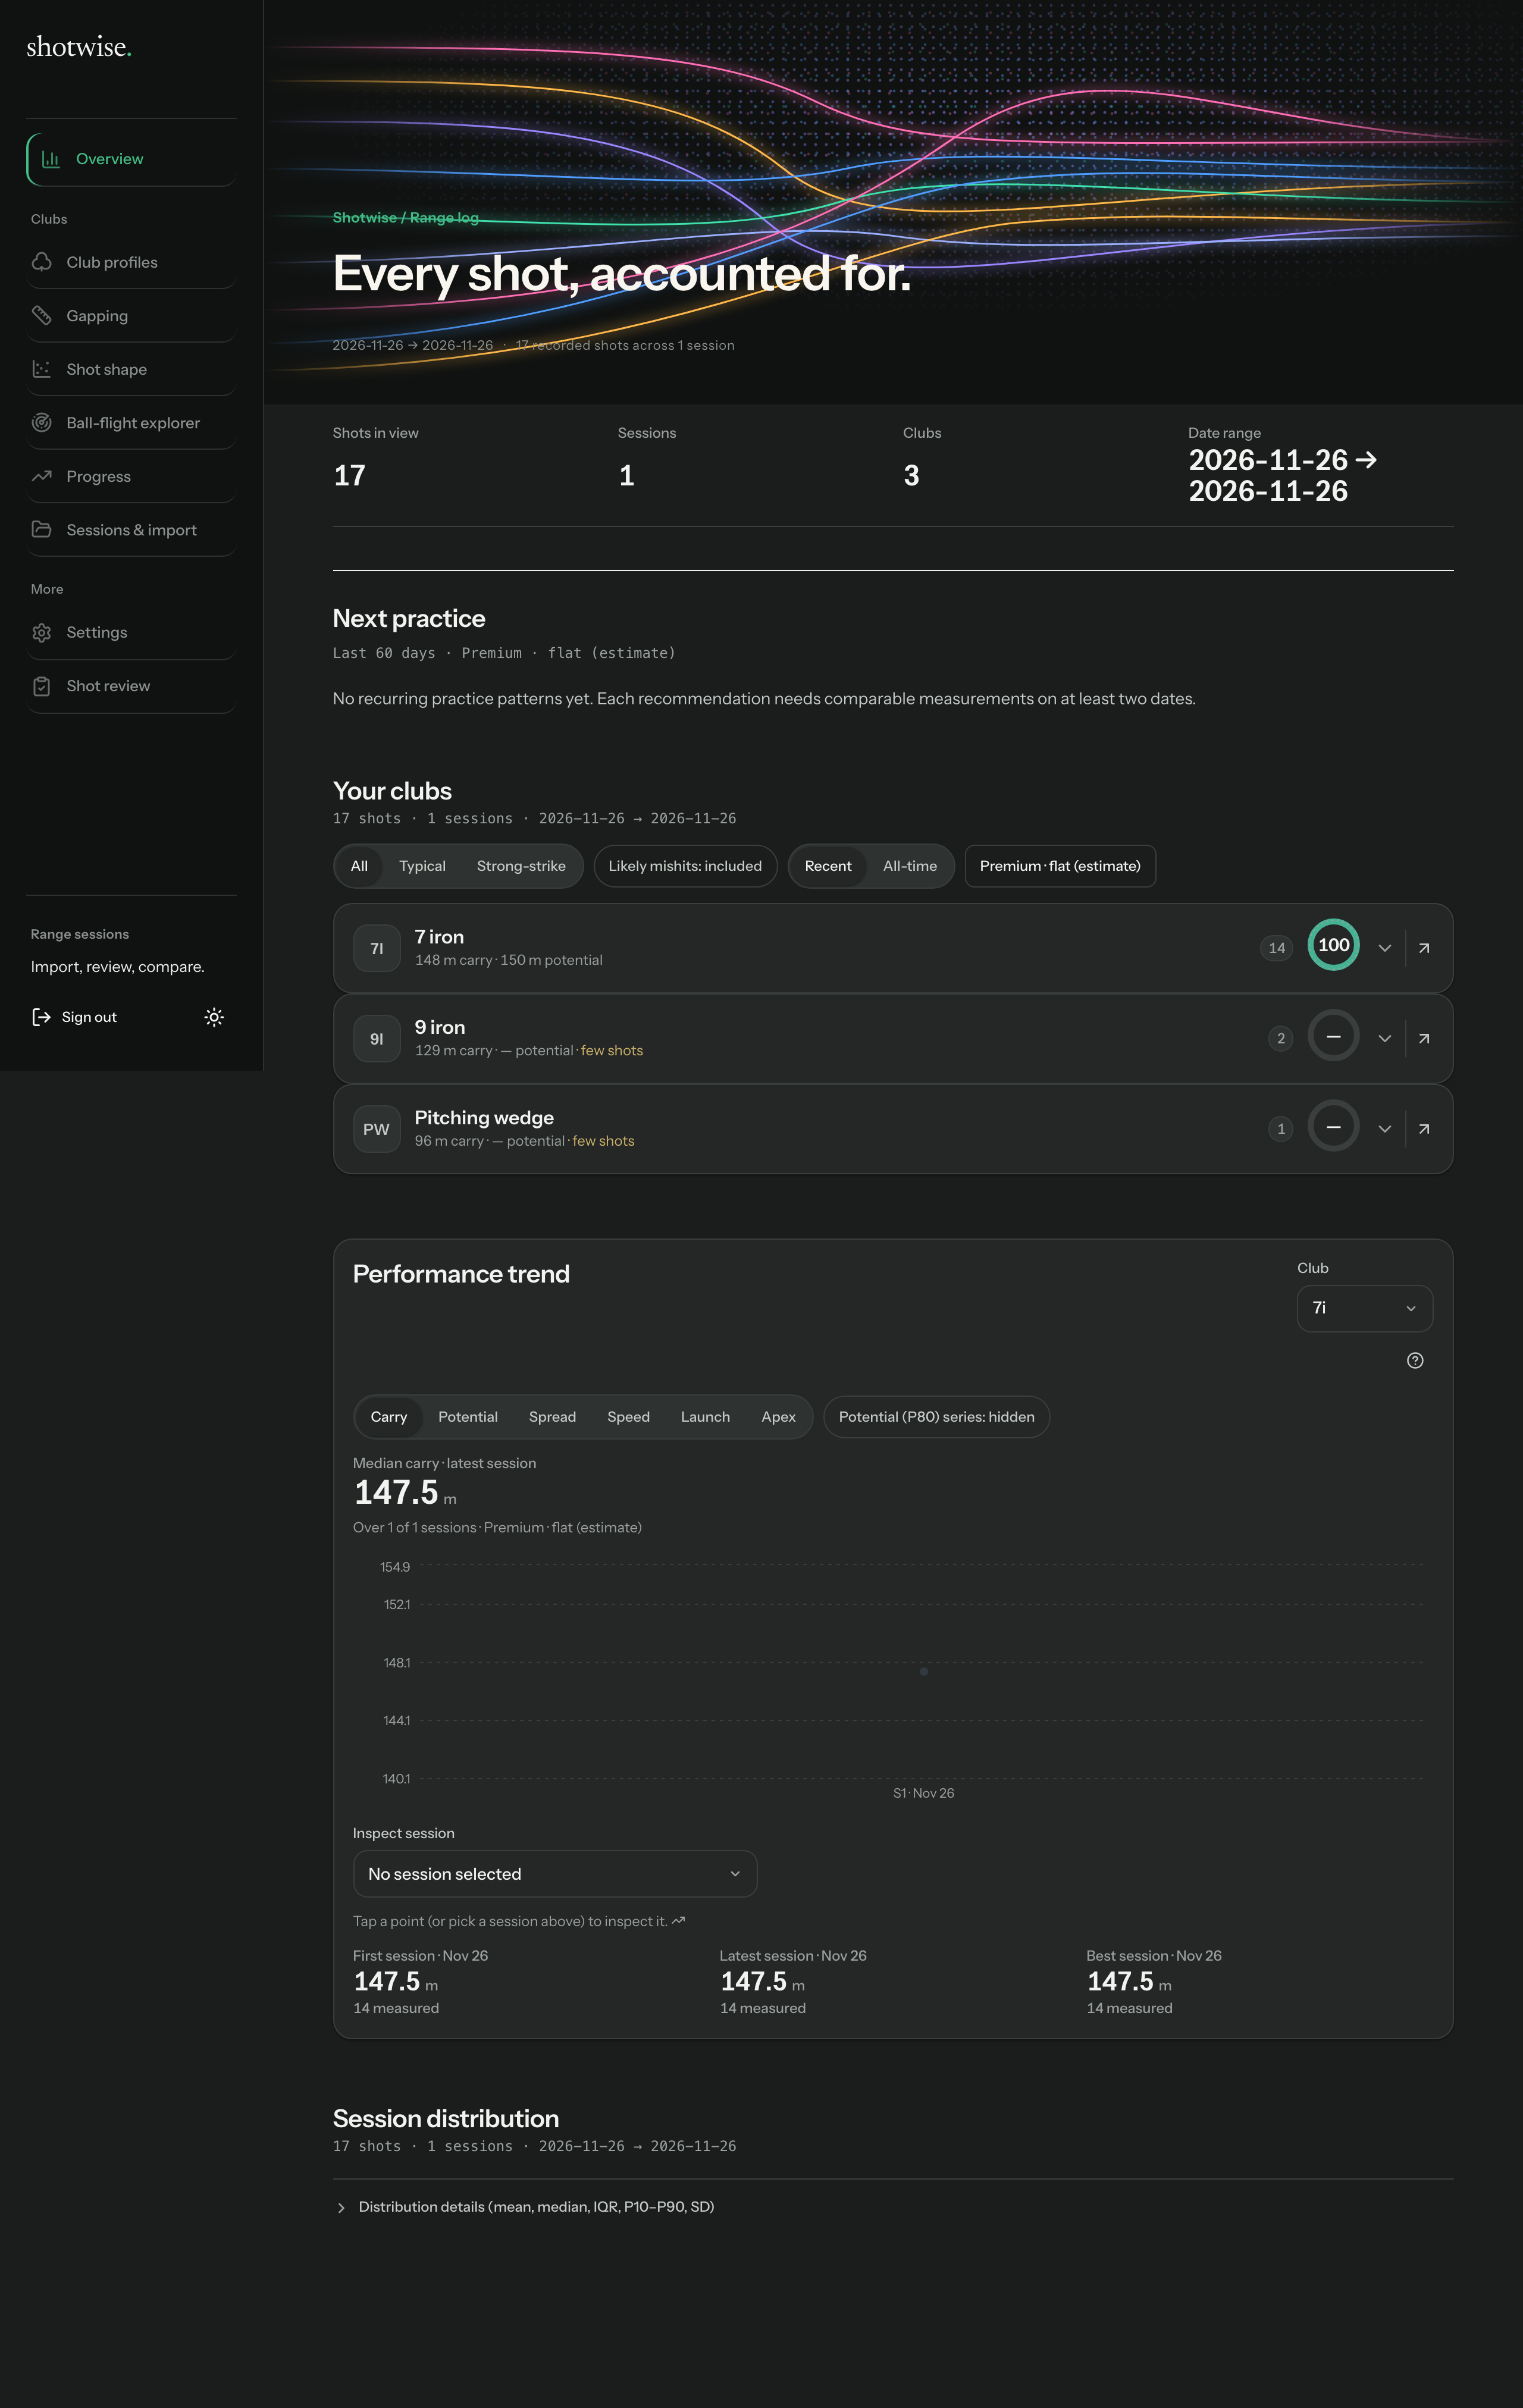 shotwise.
Overview
Clubs
Club profiles
Gapping
Shot shape
Ball-flight explorer
Progress
Sessions & import
More
Settings
Shot review
Range sessions
Import, review, compare.
Sign out
Shotwise / Range log
Every shot, accounted for.
2026-11-26 → 2026-11-26 · 17 recorded shots across 1 session
Shots in view
17
Sessions
1
Clubs
3
Date range
2026-11-26 →
2026-11-26
Next practice
Last 60 days · Premium · flat (estimate)
No recurring practice patterns yet. Each recommendation needs comparable measurements on at least two dates.
Your clubs
17 shots · 1 sessions · 2026-11-26 → 2026-11-26
All Typical Strong-strike Likely mishits: included Recent All-time Premium · flat (estimate)
7I
7 iron
148 m carry · 150 m potential
14
100
9I
9 iron
129 m carry · — potential · few shots
2
—
PW
Pitching wedge
96 m carry · — potential · few shots
1
—
Performance trend
Club
7i
Carry Potential Spread Speed Launch Apex Potential (P80) series: hidden
Median carry · latest session
147.5 m
Over 1 of 1 sessions · Premium · flat (estimate)
154.9
152.1
148.1
144.1
140.1
S1 · Nov 26
Inspect session
No session selected
Tap a point (or pick a session above) to inspect it.
First session · Nov 26
147.5 m
14 measured
Latest session · Nov 26
147.5 m
14 measured
Best session · Nov 26
147.5 m
14 measured
Session distribution
17 shots · 1 sessions · 2026-11-26 → 2026-11-26
Distribution details (mean, median, IQR, P10–P90, SD)